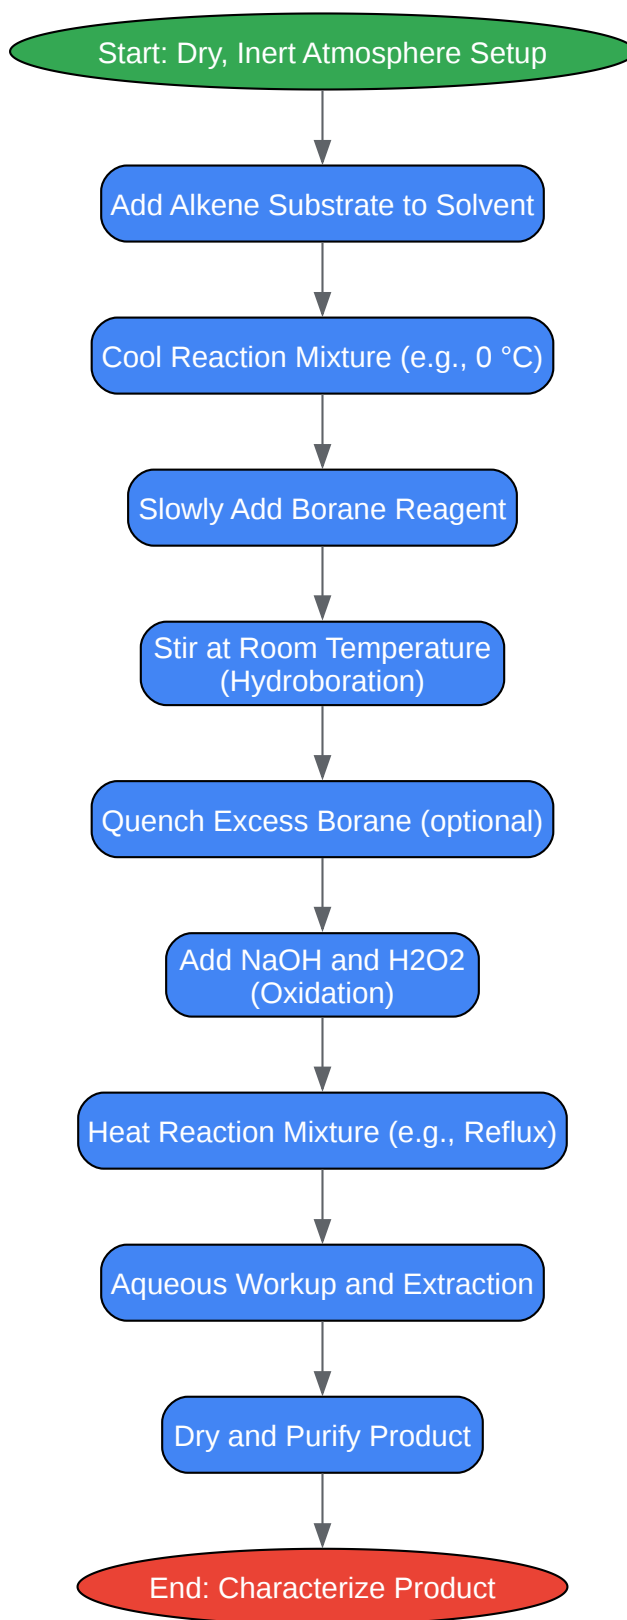 Start: Dry, Inert Atmosphere Setup
Add Alkene Substrate to Solvent
Cool Reaction Mixture (e.g., 0 °C)
Slowly Add Borane Reagent
Stir at Room Temperature
(Hydroboration)
Quench Excess Borane (optional)
Add NaOH and H2O2
(Oxidation)
Heat Reaction Mixture (e.g., Reflux)
Aqueous Workup and Extraction
Dry and Purify Product
End: Characterize Product